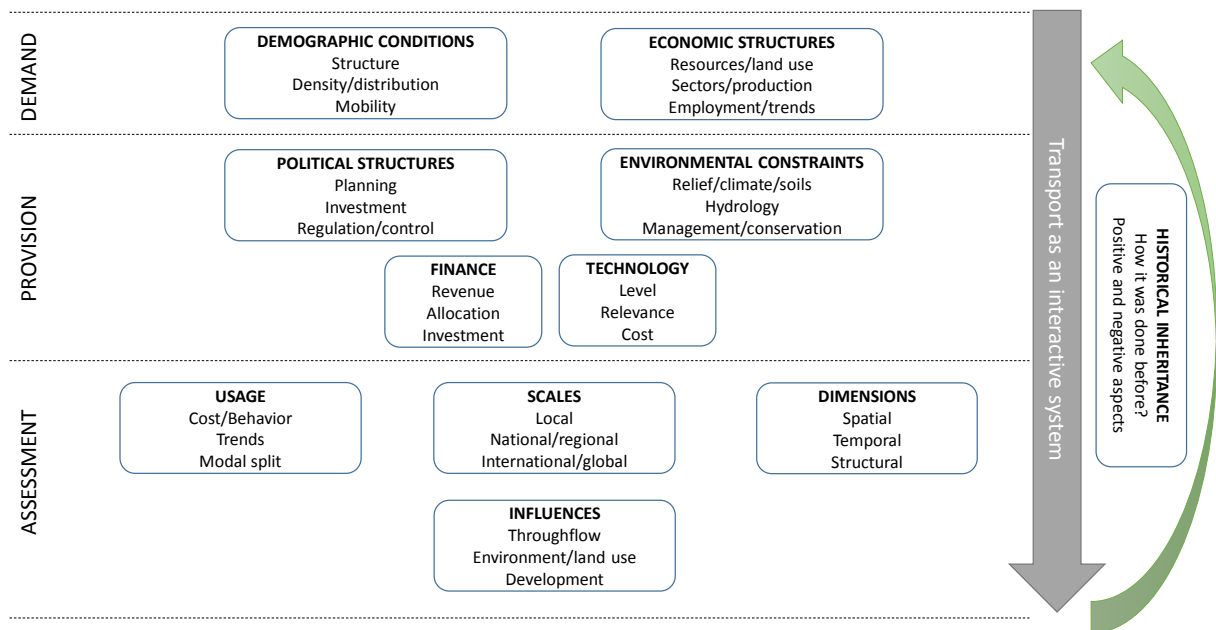 DEMAND
DEMOGRAPHIC CONDITIONS
Structure
Density/distribution
Mobility
ECONOMIC STRUCTURES
Resources/land use
Sectors/production
Employment/trends
PROVISION
POLITICAL STRUCTURES
Planning
Investment
Regulation/control
ENVIRONMENTAL CONSTRAINTS
Relief/climate/soils
Hydrology
Management/conservation
FINANCE
Revenue
Allocation
Investment
TECHNOLOGY
Level
Relevance
Cost
ASSESSMENT
USAGE
Cost/Behavior
Trends
Modal split
SCALES
Local
National/regional
International/global
DIMENSIONS
Spatial
Temporal
Structural
INFLUENCES
Throughflow
Environment/land use
Development
Transport as an interactive system
HISTORICAL INHERITANCE
How it was done before?
Positive and negative aspects